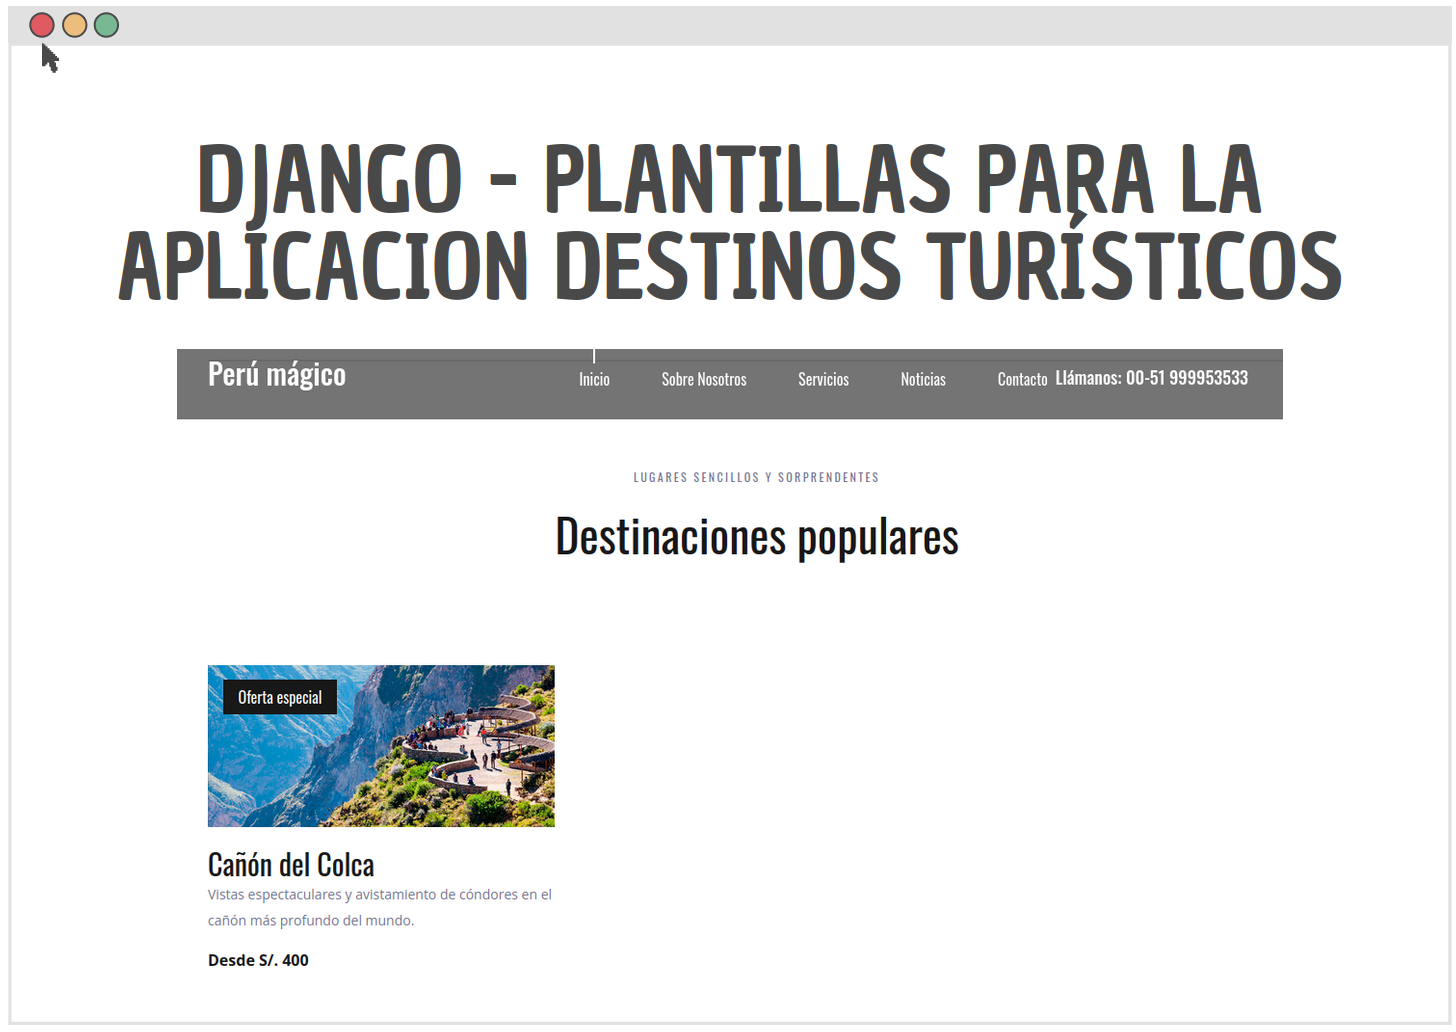 DJANGO - PLANTILLAS PARA LA
APLICACION DESTINOS TURÍSTICOS
Perú mágico
Inicio Sobre Nosotros Servicios Noticias Contacto Llámanos: 00-51 999953533
LUGARES SENCILLOS Y SORPRENDENTES
Destinaciones populares
Oferta especial
Cañón del Colca
Vistas espectaculares y avistamiento de cóndores en el
cañón más profundo del mundo.
Desde S/. 400